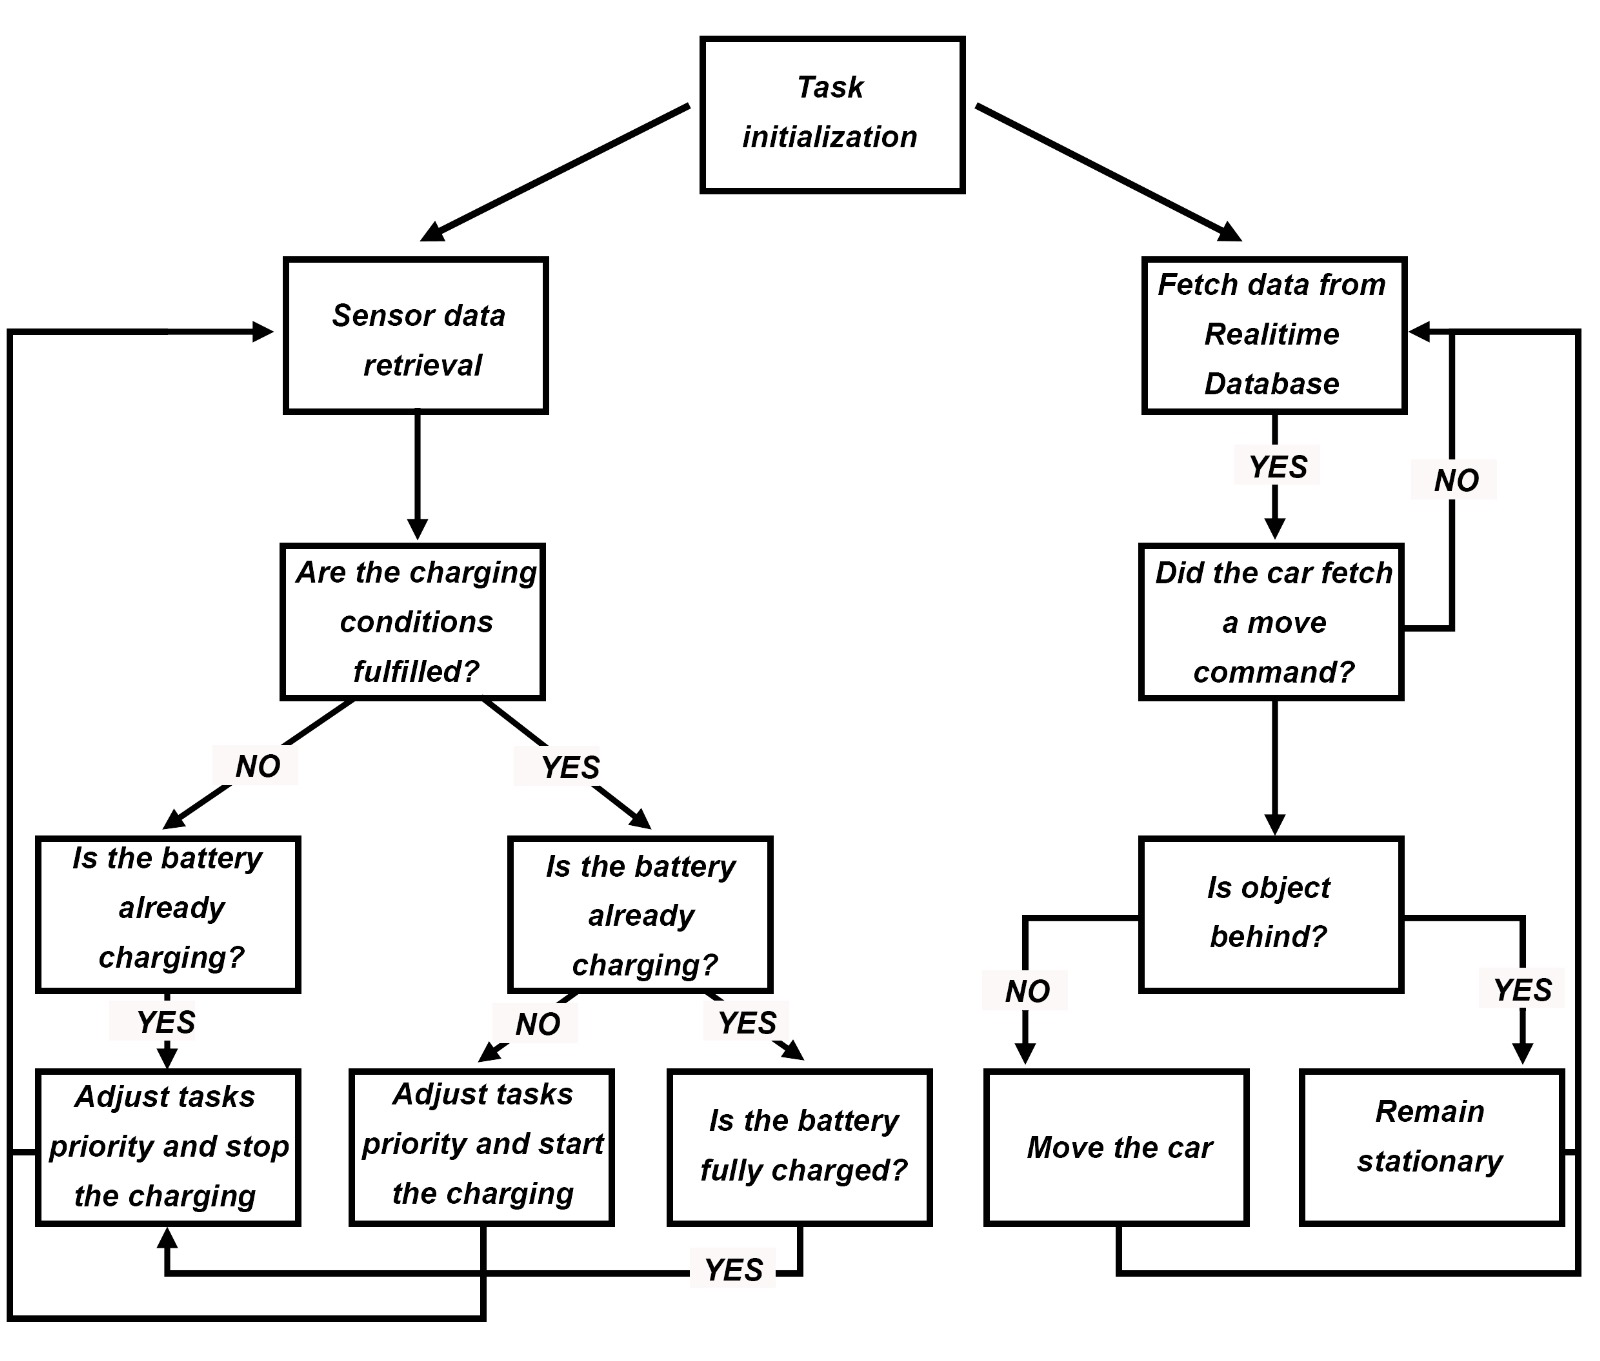 Task
initialization
Sensor data
retrieval
Fetch data from
Realitime
Database
YES
NO
Are the charging
conditions
fulfilled?
Did the car fetch
a move
command?
NO
YES
Is the battery
already
charging?
Is the battery
already
charging?
Is object
behind?
YES
NO
YES
NO
YES
Adjust tasks
priority and stop
the charging
Adjust tasks
priority and start
the charging
Is the battery
fully charged?
Move the car
Remain
stationary
YES